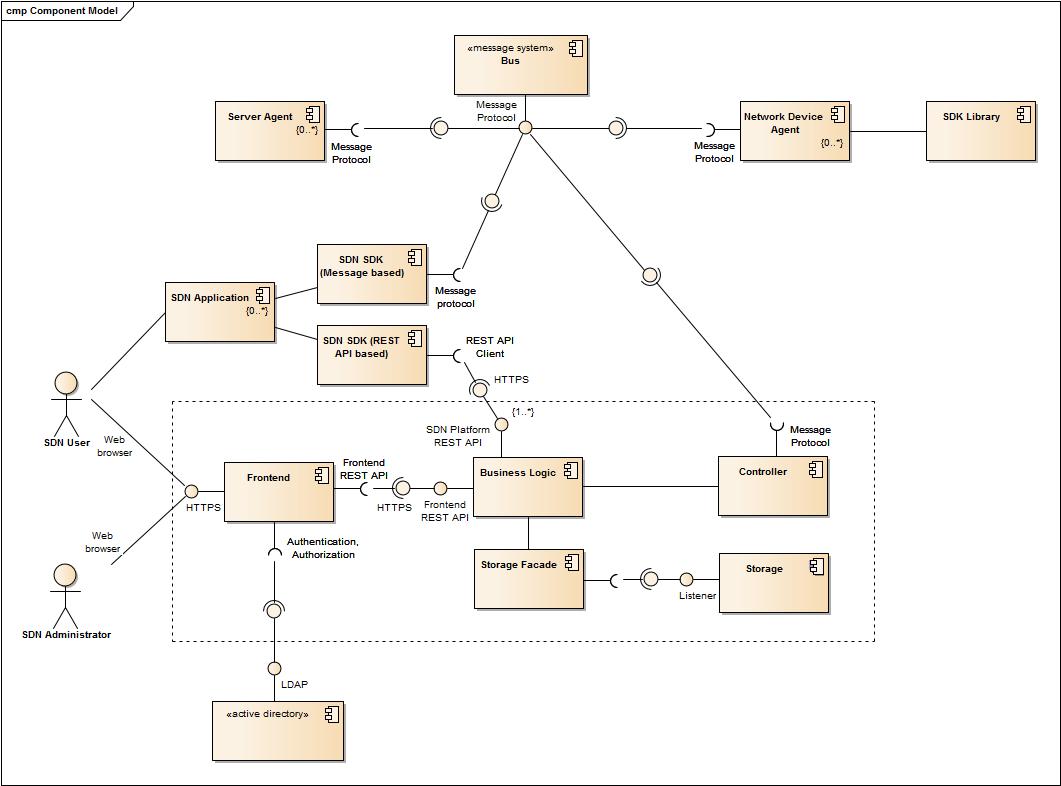 cmp Component Model
«message system»
Bus
Message
Protocol
Server Agent
{0..*}
Message
Protocol
Network Device
Agent
{0..*}
Message
Protocol
SDK Library
SDN SDK
(Message based)
Message
protocol
SDN Application
{0..*}
SDN SDK (REST
API based)
REST API
Client
HTTPS
{1..*}
SDN Platform
REST API
SDN User
Web
browser
Message
Protocol
Frontend
Frontend
REST API
HTTPS
Frontend
REST API
Business Logic
Controller
HTTPS
Web
browser
Authentication,
Authorization
Storage Facade
Listener
Storage
SDN Administrator
LDAP
«active directory»